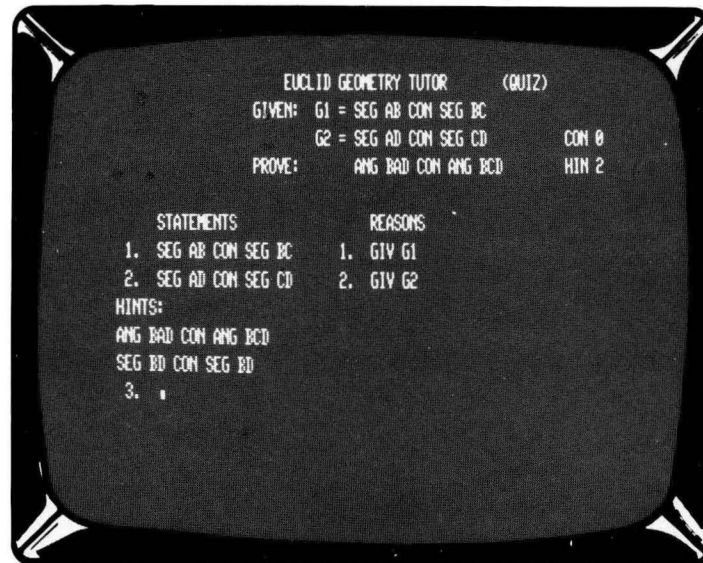 EUCLID GEOMETRY TUTOR (QUIZ)
GIVEN: G1 = SEG AB CON SEG BC
G2 = SEG AD CON SEG CD CON 0
PROVE: ANG BAD CON ANG BCD HIN 2
STATEMENTS REASONS
1. SEG AB CON SEG BC 1. GIV G1
2. SEG AD CON SEG CD 2. GIV G2
HINTS:
ANG BAD CON ANG BCD
SEG BD CON SEG BD
3.